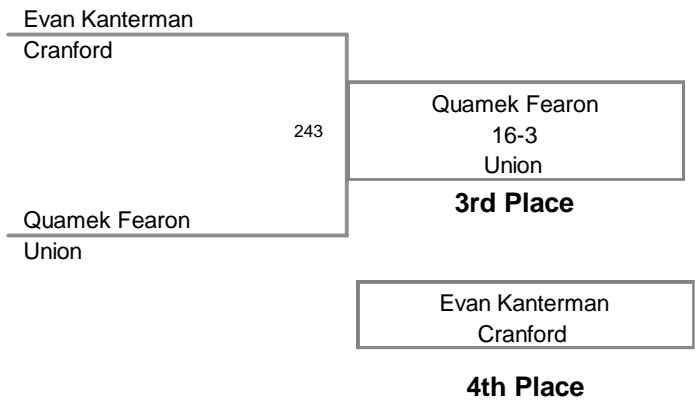 Evan Kanterman
Cranford
Quamek Fearon
243
16-3
Union
3rd Place
Quamek Fearon
Union
Evan Kanterman
Cranford
4th Place